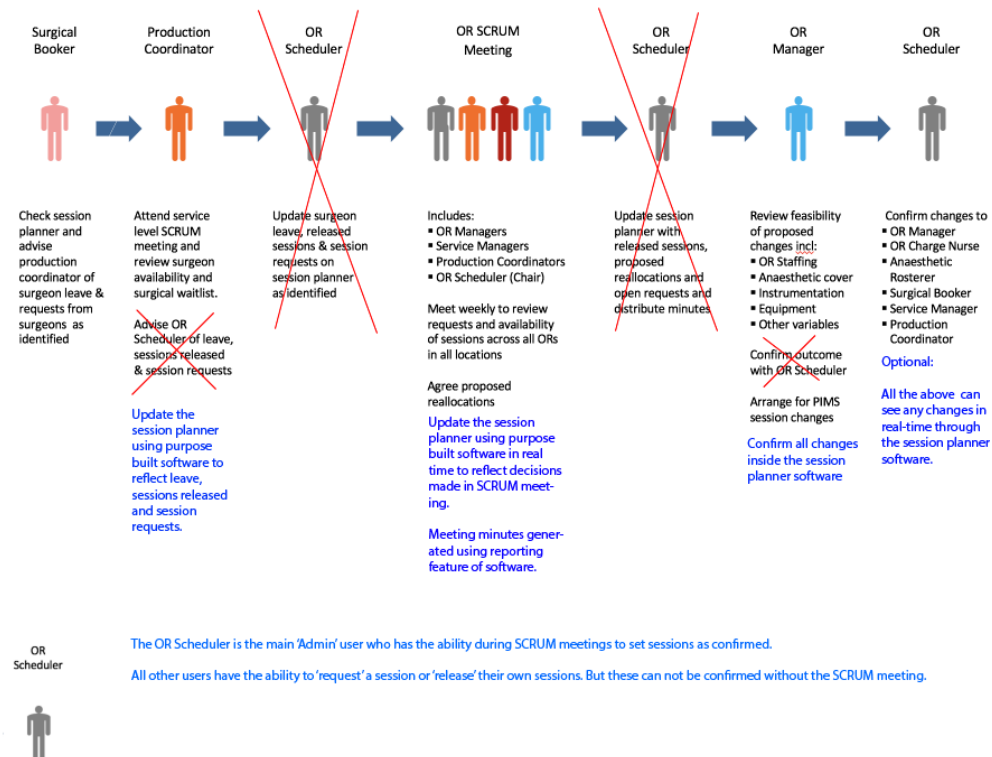 Surgical
Booker
Production
Coordinator
OR
Scheduler
OR SCRUM
Meeting
OR
Scheduler
OR
Manager
OR
Scheduler
Check session
planner and
advise
production
coordinator of
surgeon leave &
requests from
surgeons as
identified
Attend service
level SCRUM
meeting and
review surgeon
availability and
surgical waitlist.
Advise OR
Scheduler of leave,
sessions released
& session requests
Update the
session planner
using purpose
built software to
reflect leave,
sessions released
and session
requests.
Update surgeon
leave, released
sessions & session
requests on
session planner
as identified
Includes:
▪ OR Managers
▪ Service Managers
▪ Production Coordinators
▪ OR Scheduler (Chair)
Meet weekly to review
requests and availability
of sessions across all ORs
in all locations
Agree proposed
reallocations
Update the session
planner using purpose
built software in real
time to reflect decisions
made in SCRUM meet-
ing.
Meeting minutes gener-
ated using reporting
feature of software.
Update session
planner with
released sessions,
proposed
reallocations and
open requests and
distribute minutes
Review feasibility
of proposed
changes incl:
▪ OR Staffing
▪ Anaesthetic cover
▪ Instrumentation
▪ Equipment
▪ Other variables
Confirm outcome
with OR Scheduler
Arrange for PIMS
session changes
Confirm all changes
inside the session
planner software
Confirm changes to
▪ OR Manager
▪ OR Charge Nurse
▪ Anaesthetic
Rosterer
▪ Surgical Booker
▪ Service Manager
▪ Production
Coordinator
Optional:
All the above can
see any changes in
real-time through
the session planner
software.
OR
Scheduler
The OR Scheduler is the main 'Admin' user who has the ability during SCRUM meetings to set sessions as confirmed.
All other users have the ability to 'request' a session or 'release' their own sessions. But these can not be confirmed without the SCRUM meeting.